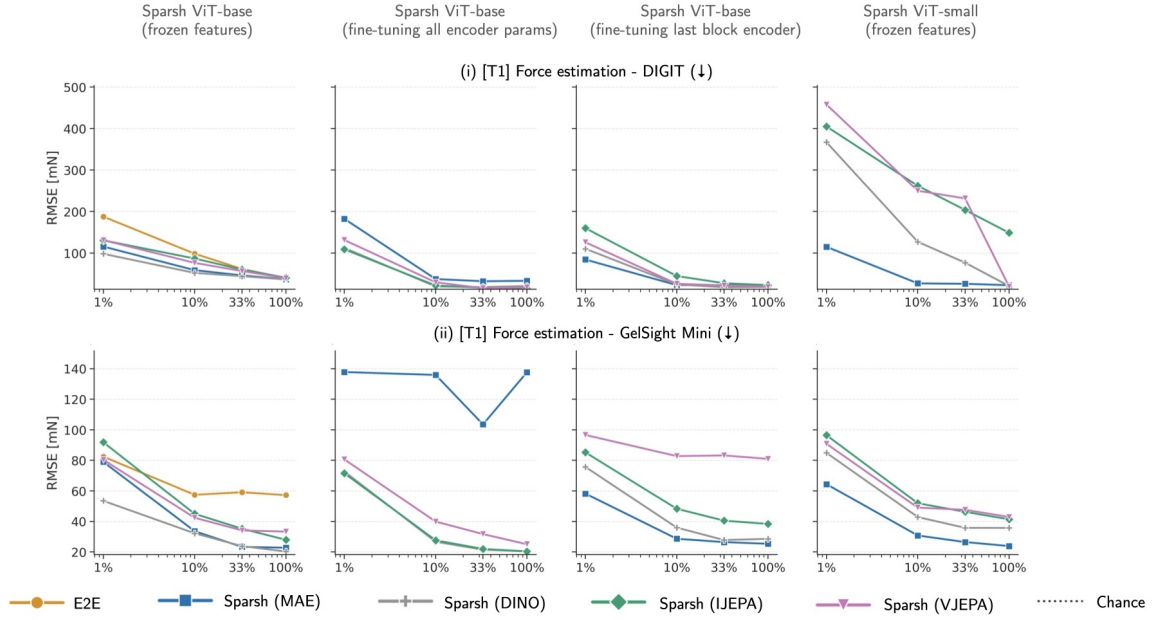 Sparsh ViT-base
(frozen features)
Sparsh ViT-base
(fine-tuning all encoder params)
Sparsh ViT-base
(fine-tuning last block encoder)
Sparsh ViT-small
(frozen features)
(i) [T1] Force estimation - DIGIT (↓)
RMSE [mN]
500
400
300
200
100
1% 10% 33% 100%
1% 10% 33% 100%
1% 10% 33% 100%
1% 10% 33% 100%
(ii) [T1] Force estimation - GelSight Mini (↓)
RMSE [mN]
140
120
100
80
60
40
20
1% 10% 33% 100%
1% 10% 33% 100%
1% 10% 33% 100%
1% 10% 33% 100%
E2E Sparsh (MAE) Sparsh (DINO) Sparsh (IJEPA) Sparsh (VJEPA) Chance